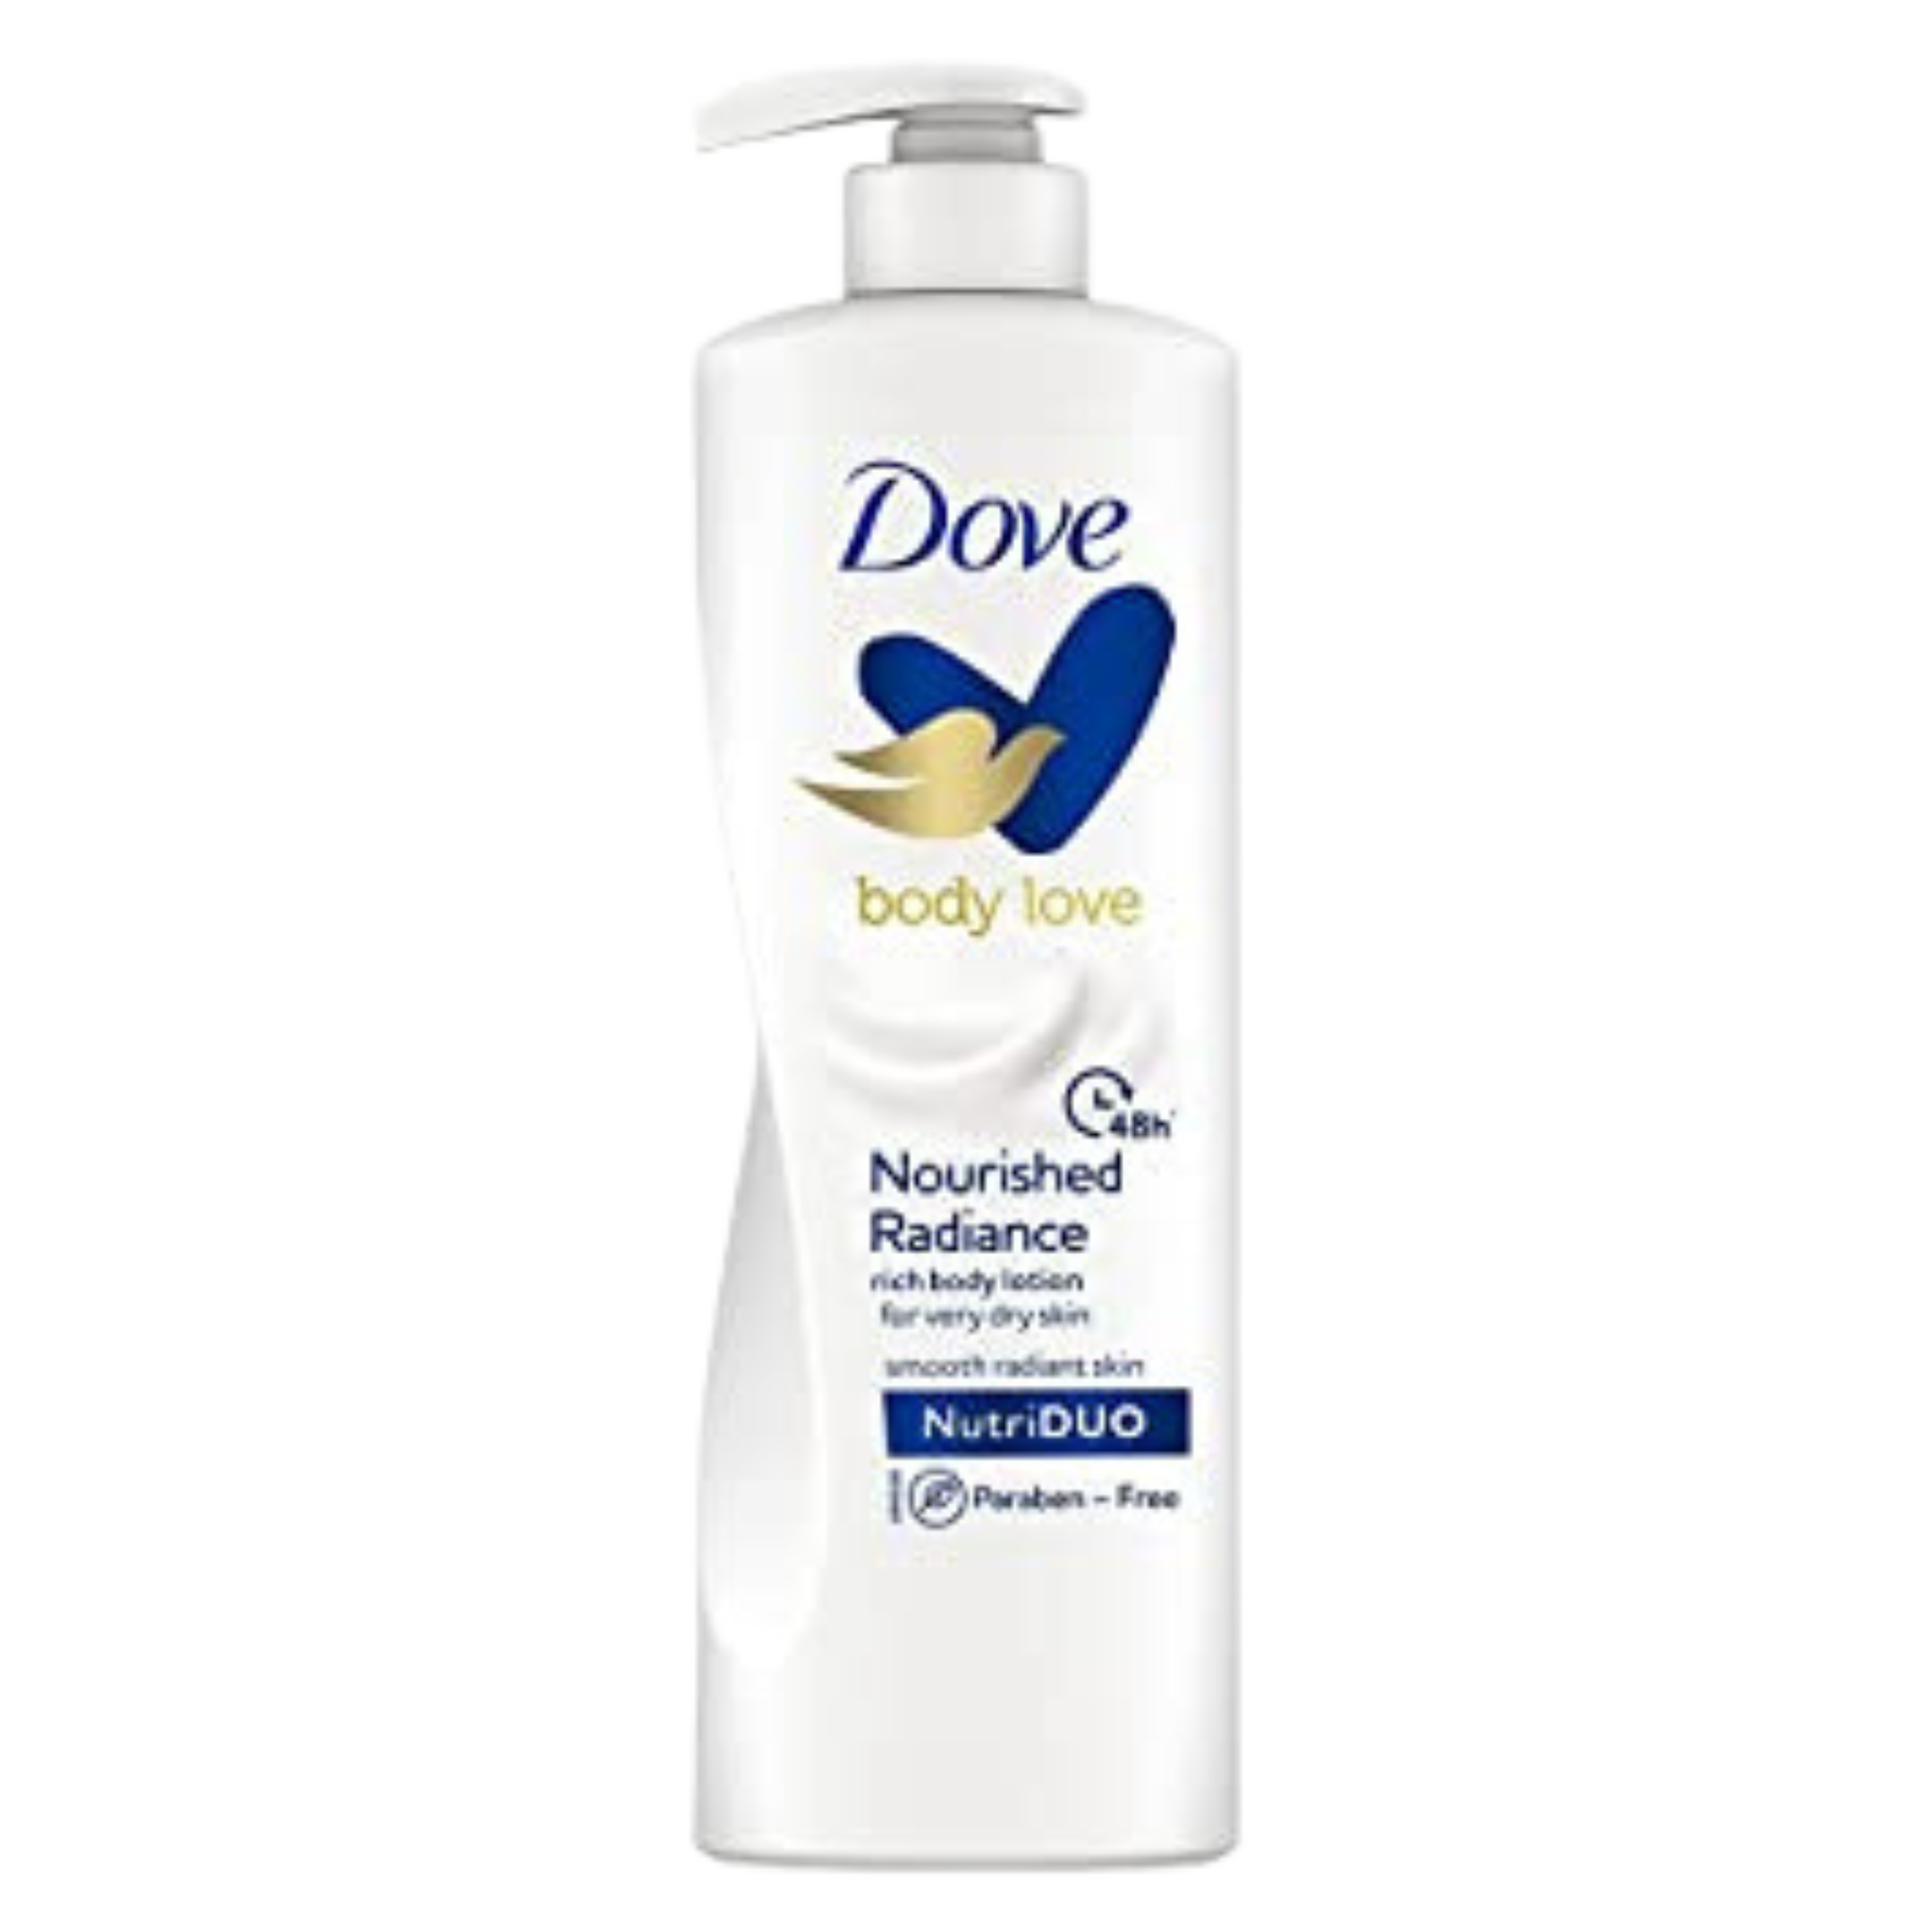 Dove
body love
48h
Nourished
Radiance
rich body lotion
for very dry skin
smooth radiant skin
NutriDUO
Paraben - Free